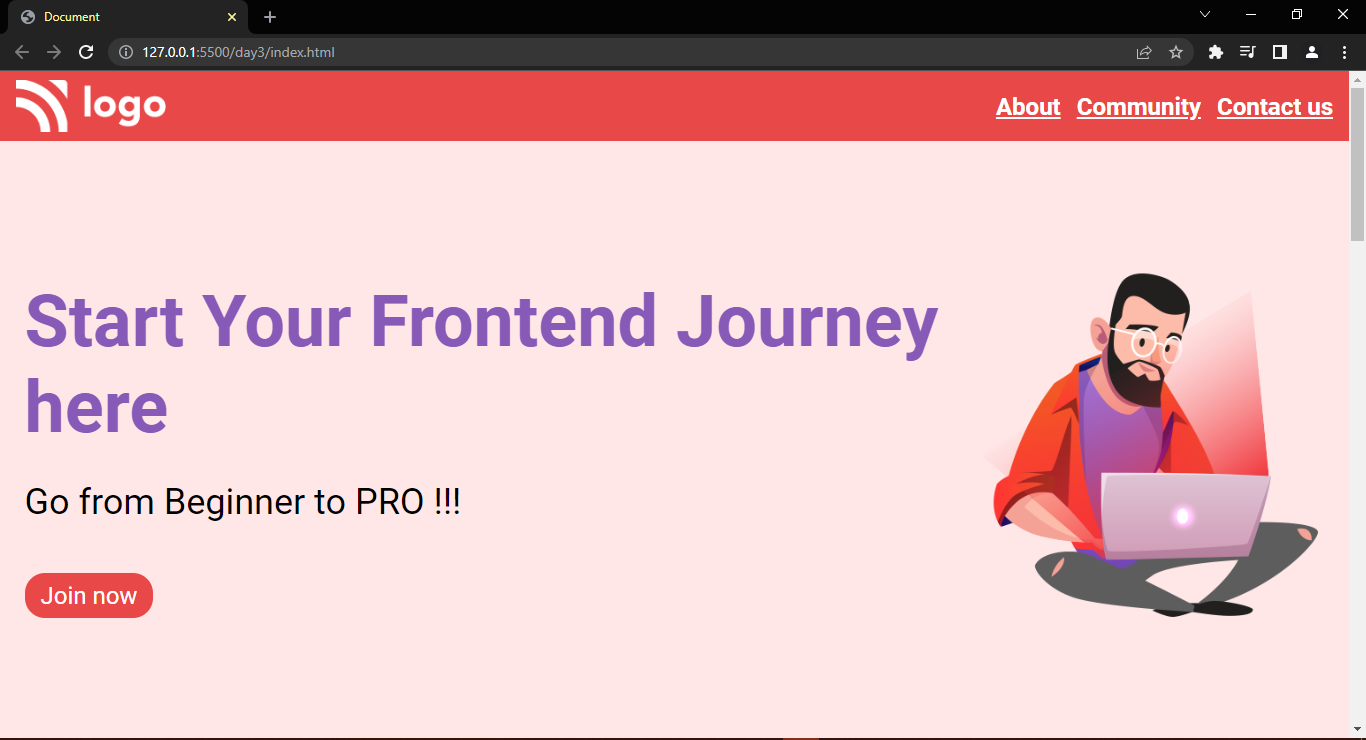 Document
127.0.0.1:5500/day3/index.html
logo
About Community Contact us
Start Your Frontend Journey
here
Go from Beginner to PRO !!!
Join now